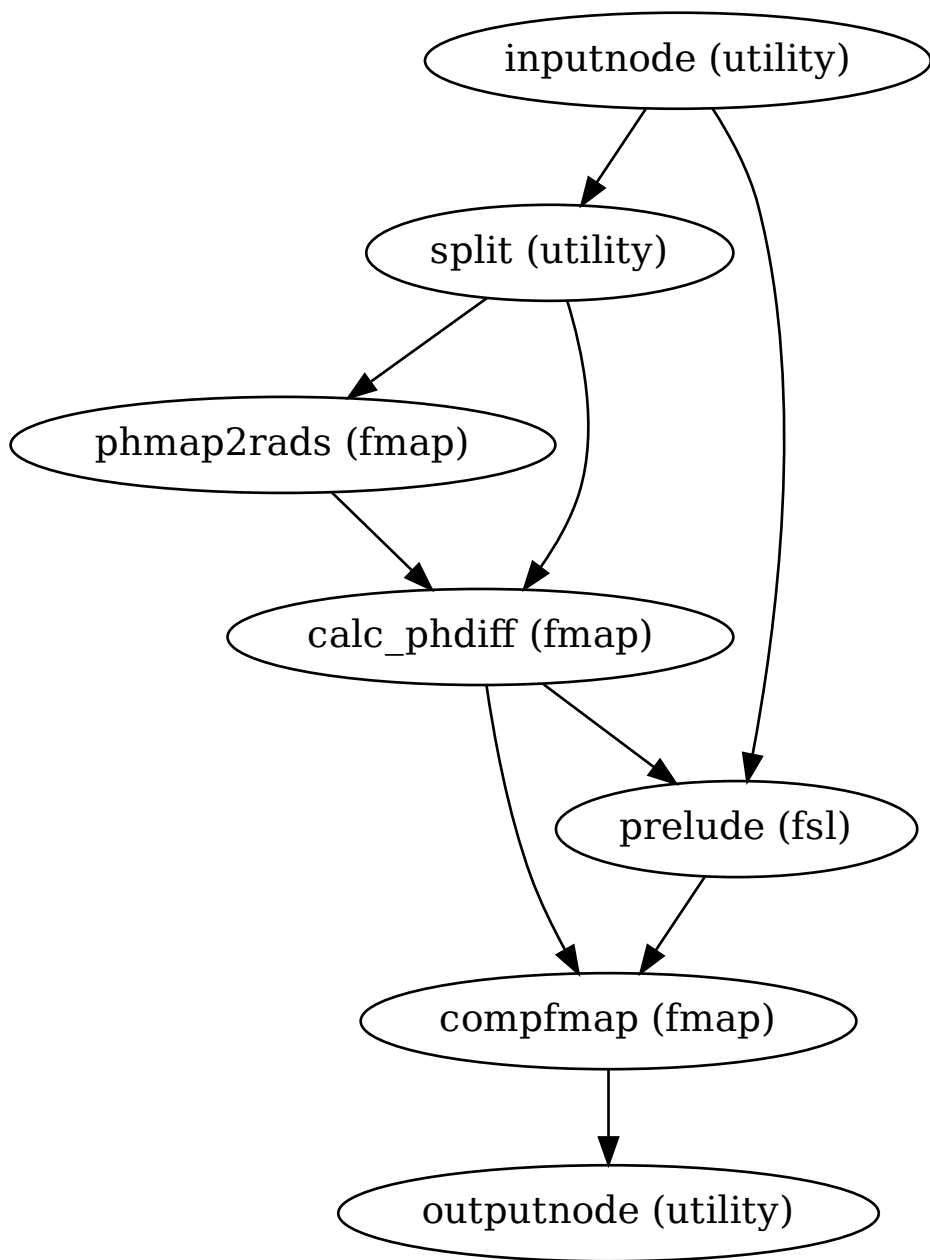 inputnode (utility)
split (utility)
phmap2rads (fmap)
calc_phdiff (fmap)
prelude (fsl)
compfmap (fmap)
outputnode (utility)